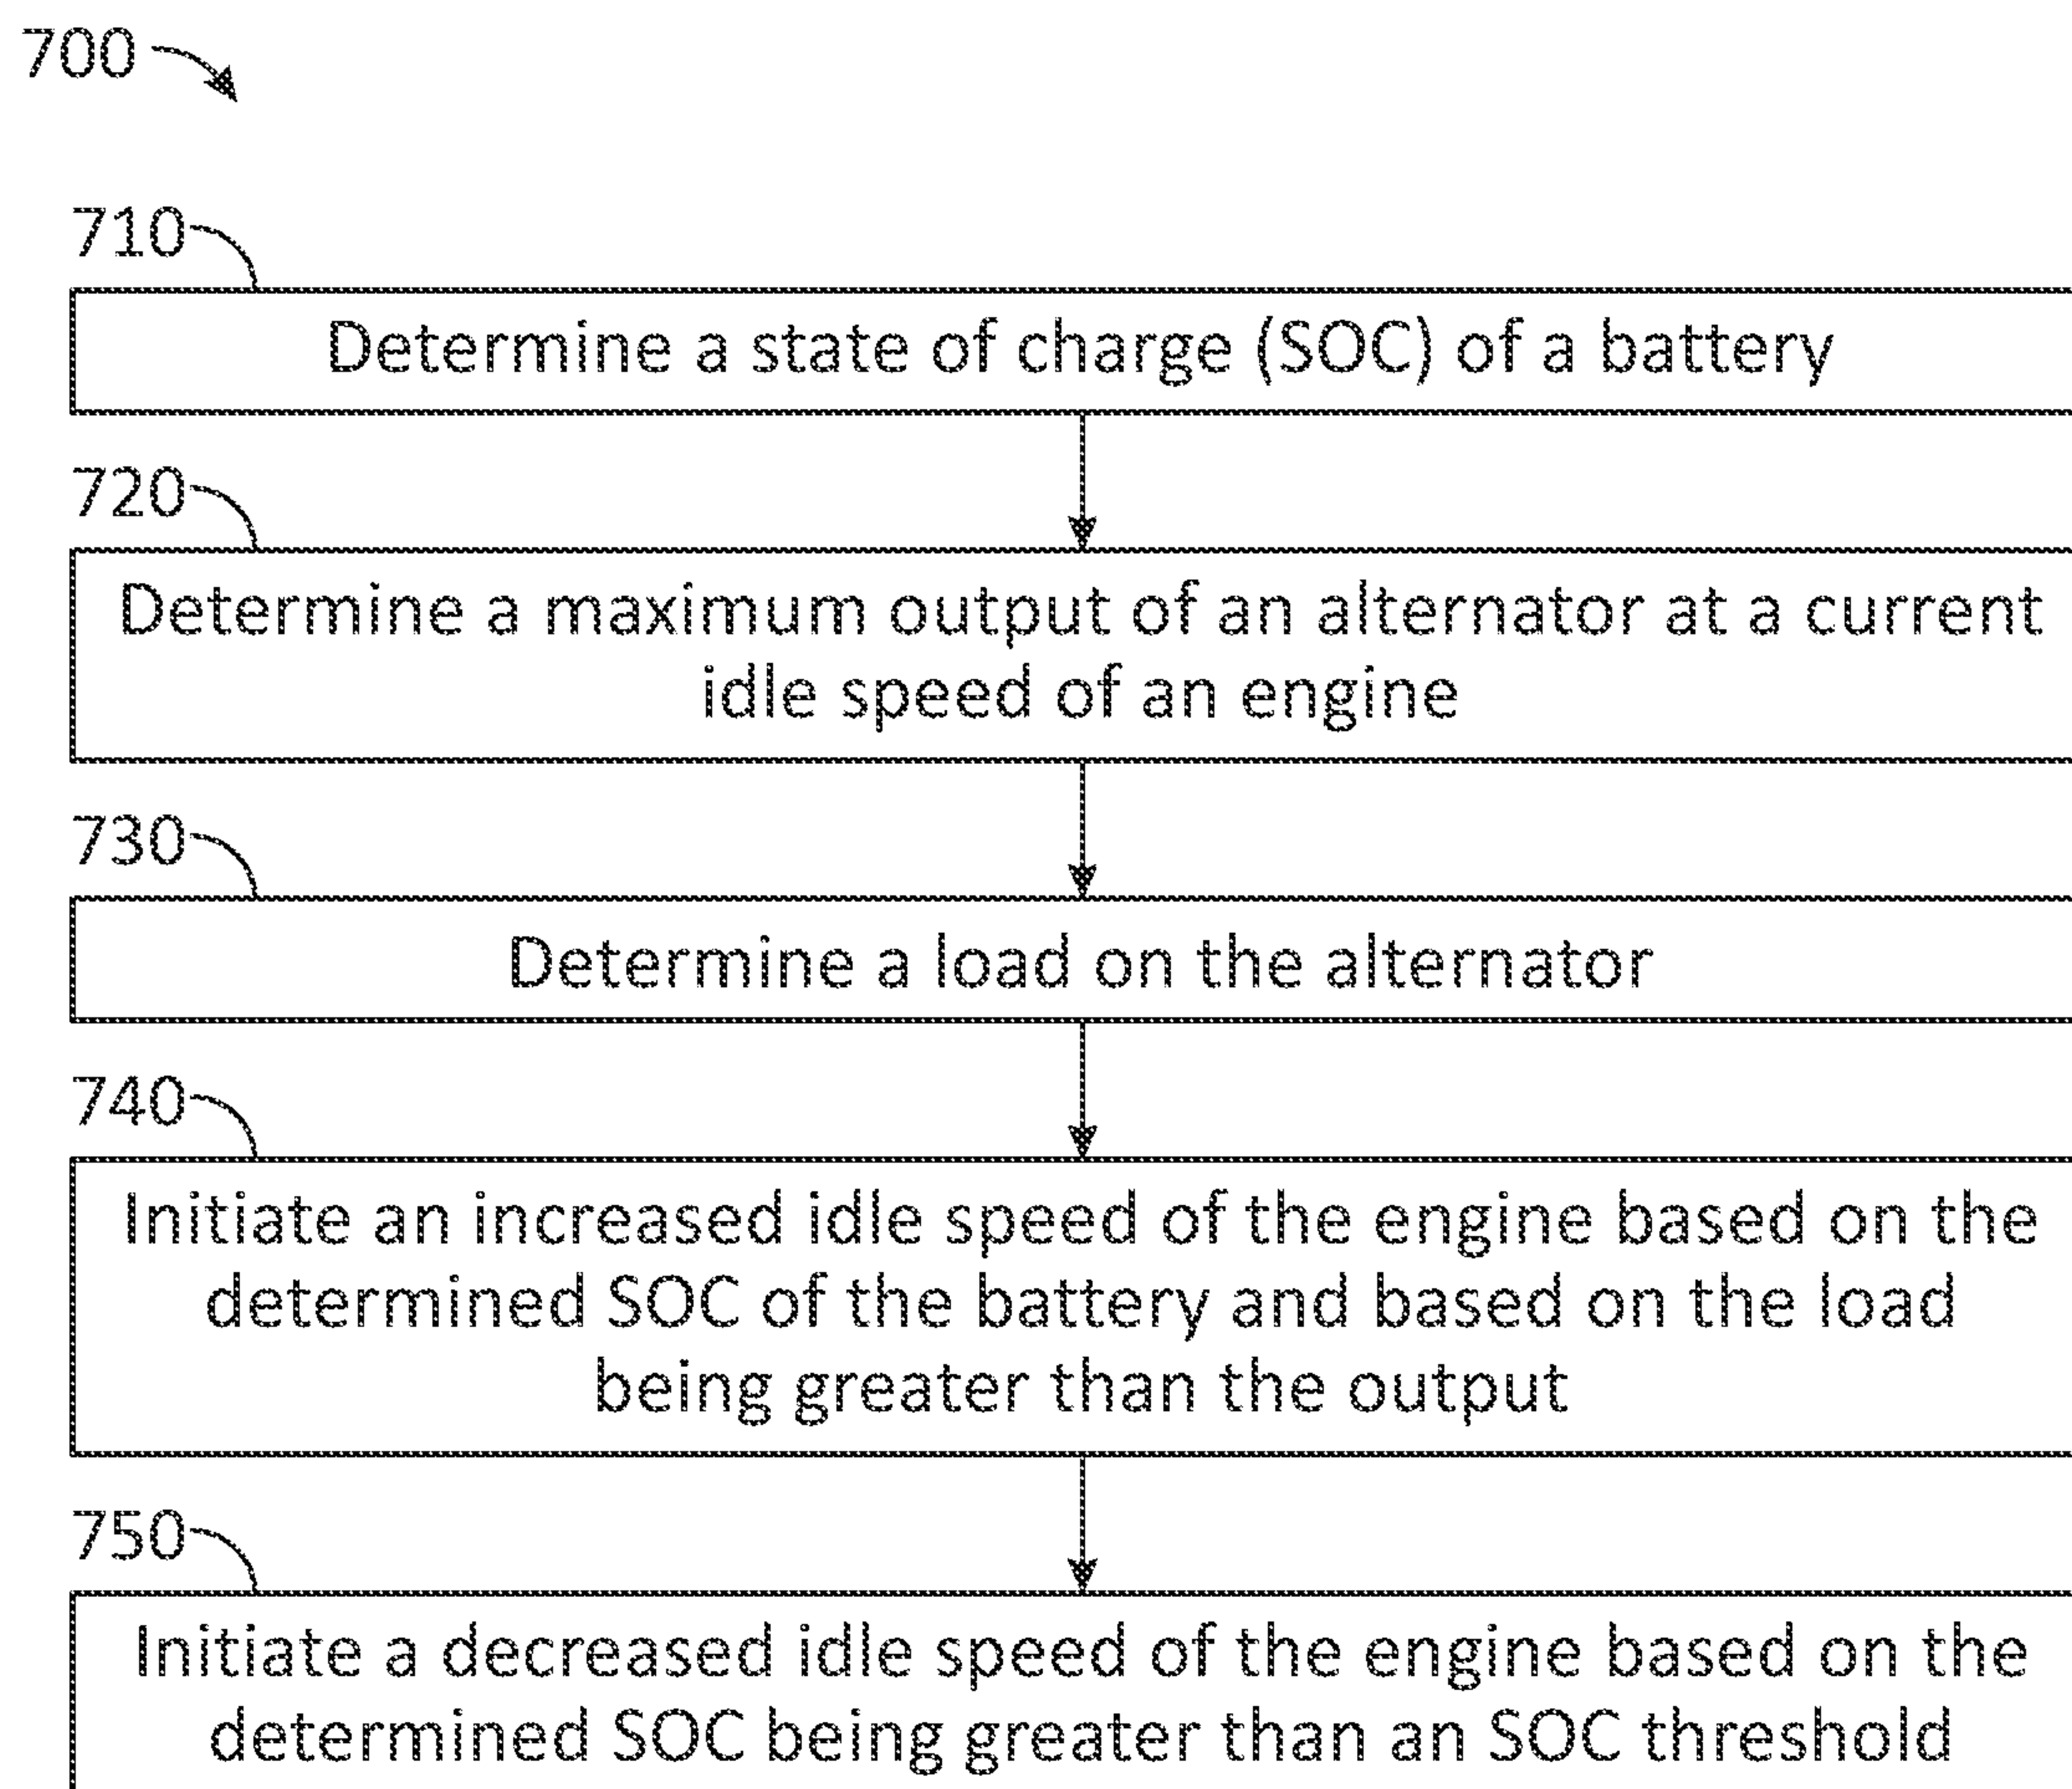 700
710
Determine a state of charge (SOC) of a battery
720
Determine a maximum output of an alternator at a current
idle speed of an engine
730
Determine a load on the alternator
740
Initiate an increased idle speed of the engine based on the
determined SOC of the battery and based on the load
being greater than the output
750
Initiate a decreased idle speed of the engine based on the
determined SOC being greater than an SOC threshold